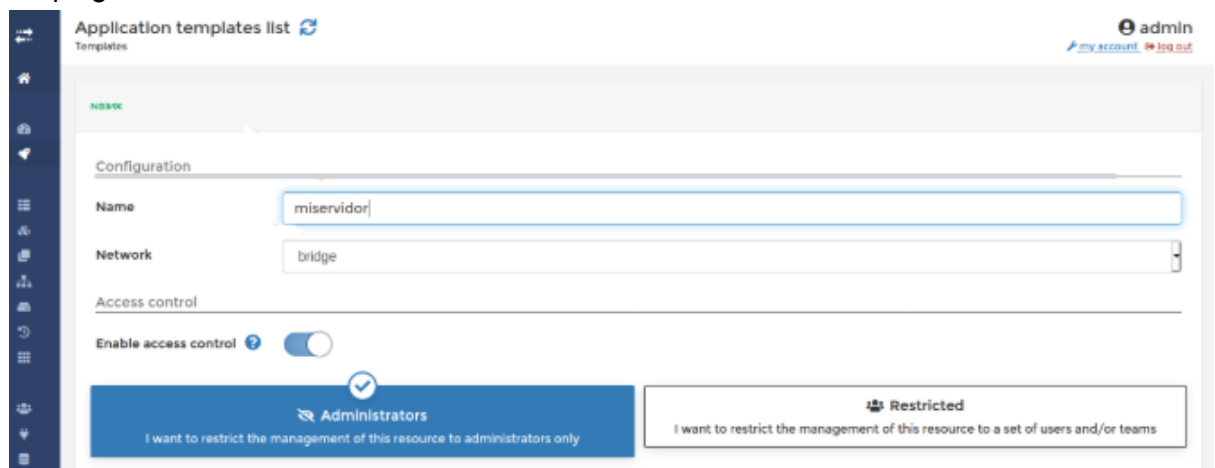 Application templates list
admin
Templates
my account log out
Configuration
Name
miservidor
Network
bridge
Access control
Enable access control
Administrators
I want to restrict the management of this resource to administrators only
Restricted
I want to restrict the management of this resource to a set of users and/or teams